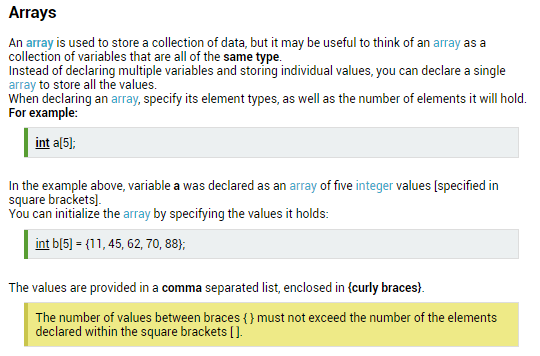 Arrays
An array is used to store a collection of data, but it may be useful to think of an array as a
collection of variables that are all of the same type.
Instead of declaring multiple variables and storing individual values, you can declare a single
array to store all the values.
When declaring an array, specify its element types, as well as the number of elements it will hold.
For example:
int a[5];
In the example above, variable a was declared as an array of five integer values [specified in
square brackets].
You can initialize the array by specifying the values it holds:
int b[5] = {11, 45, 62, 70, 88};
The values are provided in a comma separated list, enclosed in {curly braces}.
The number of values between braces { } must not exceed the number of the elements
declared within the square brackets [ ].